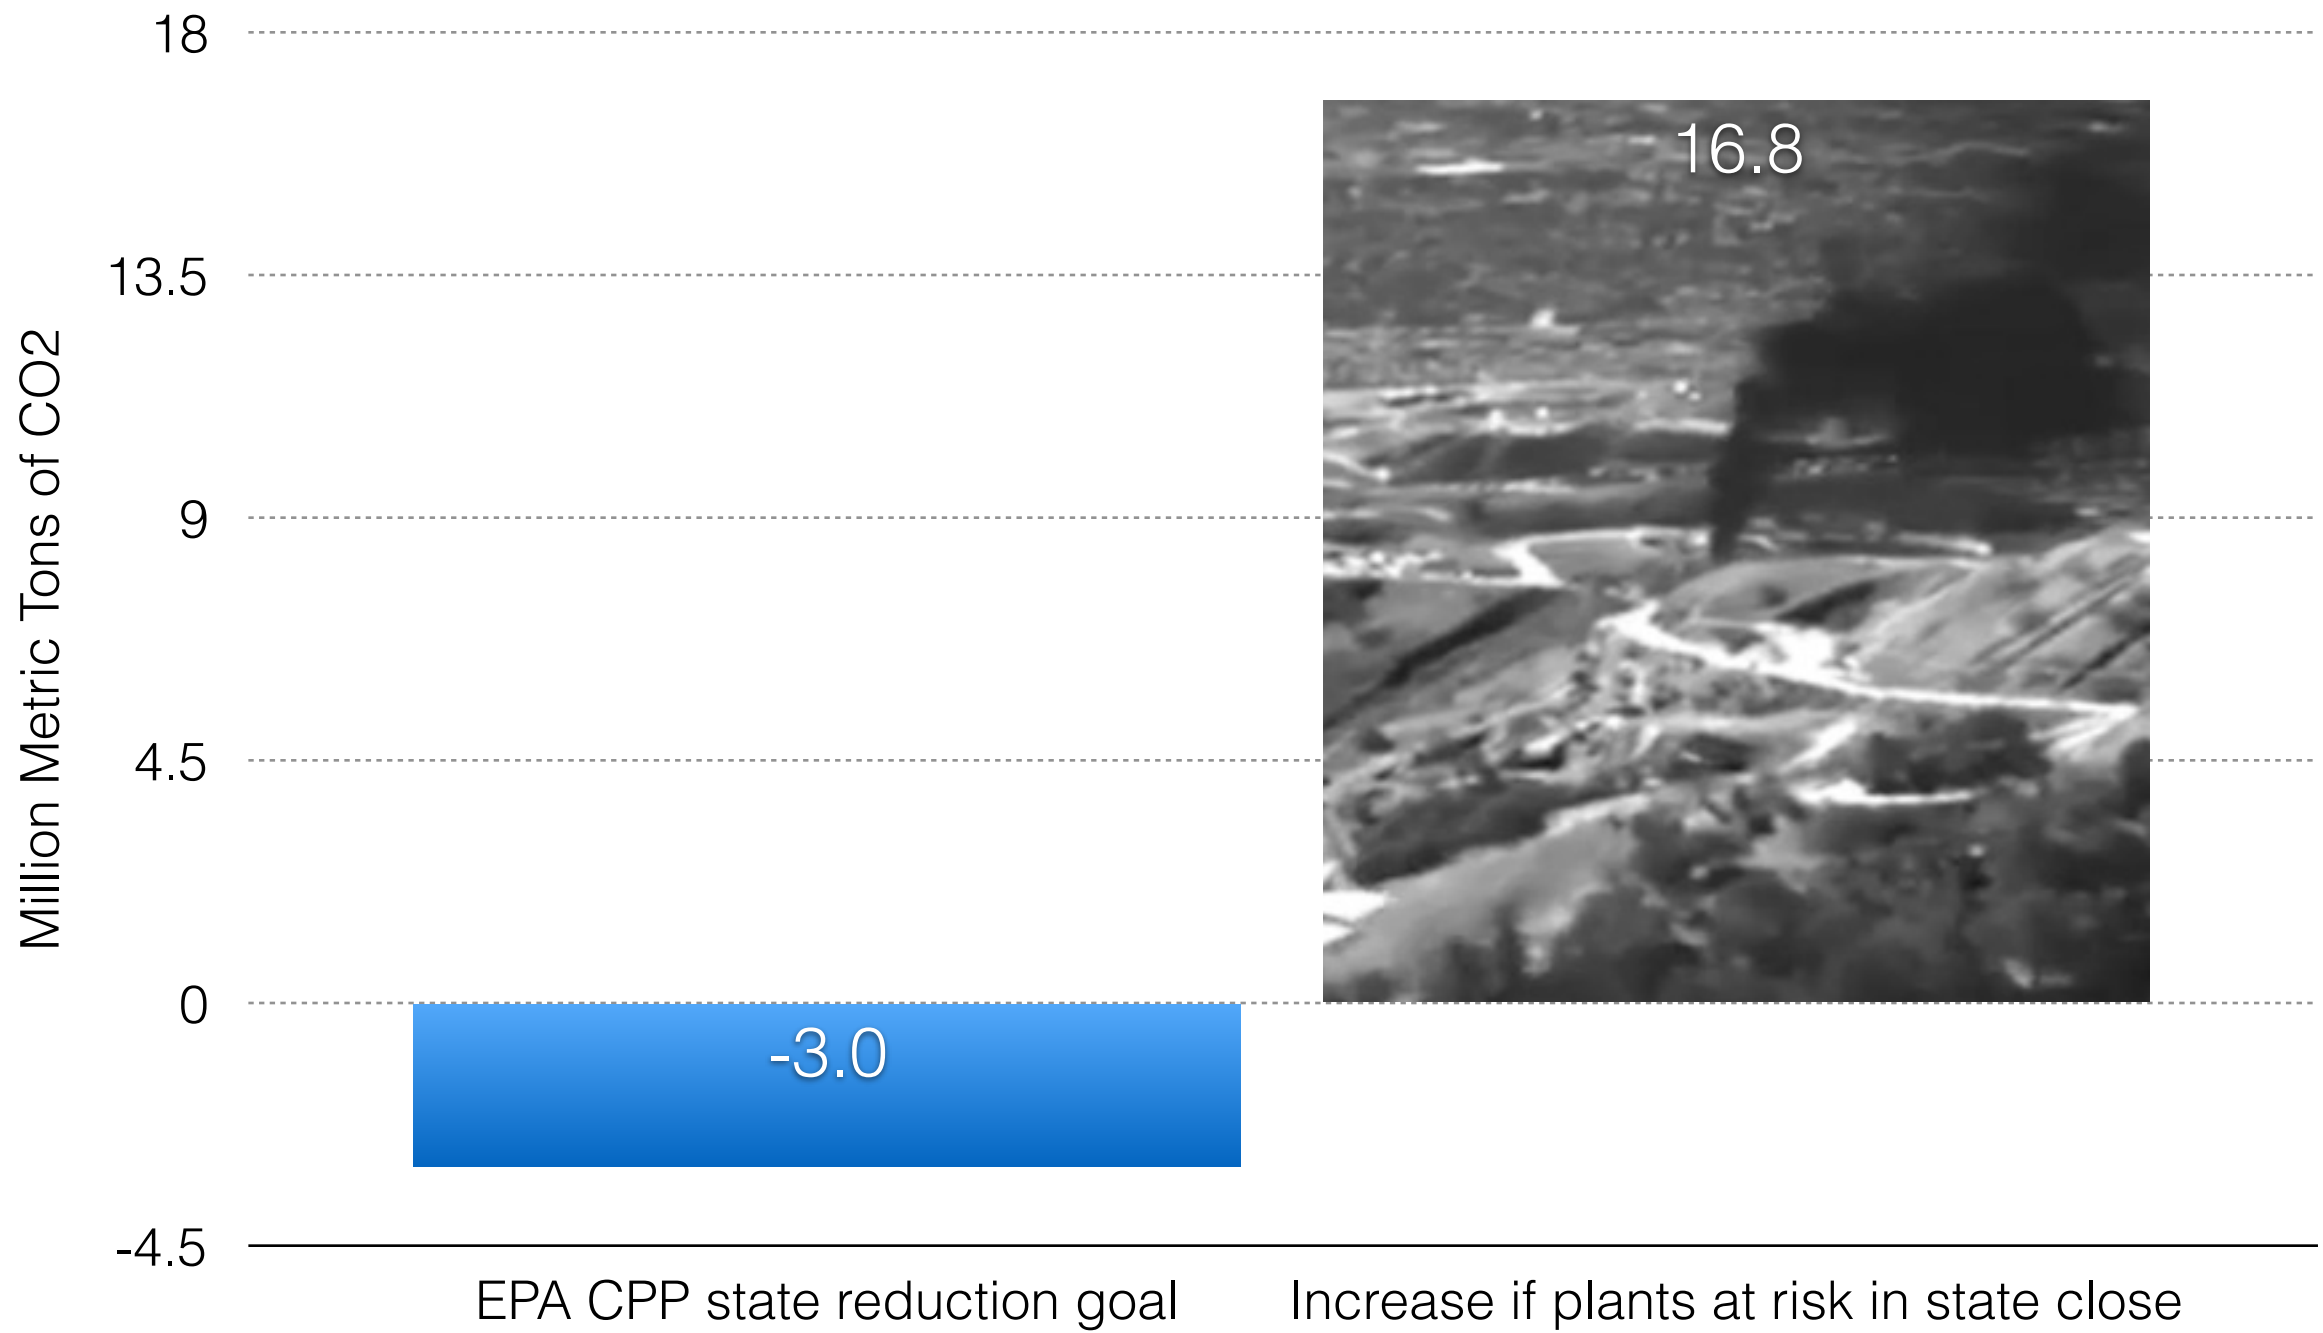 Million Metric Tons of CO2
18
13.5
9
4.5
0
-4.5
16.8
-3.0
EPA CPP state reduction goal
Increase if plants at risk in state close